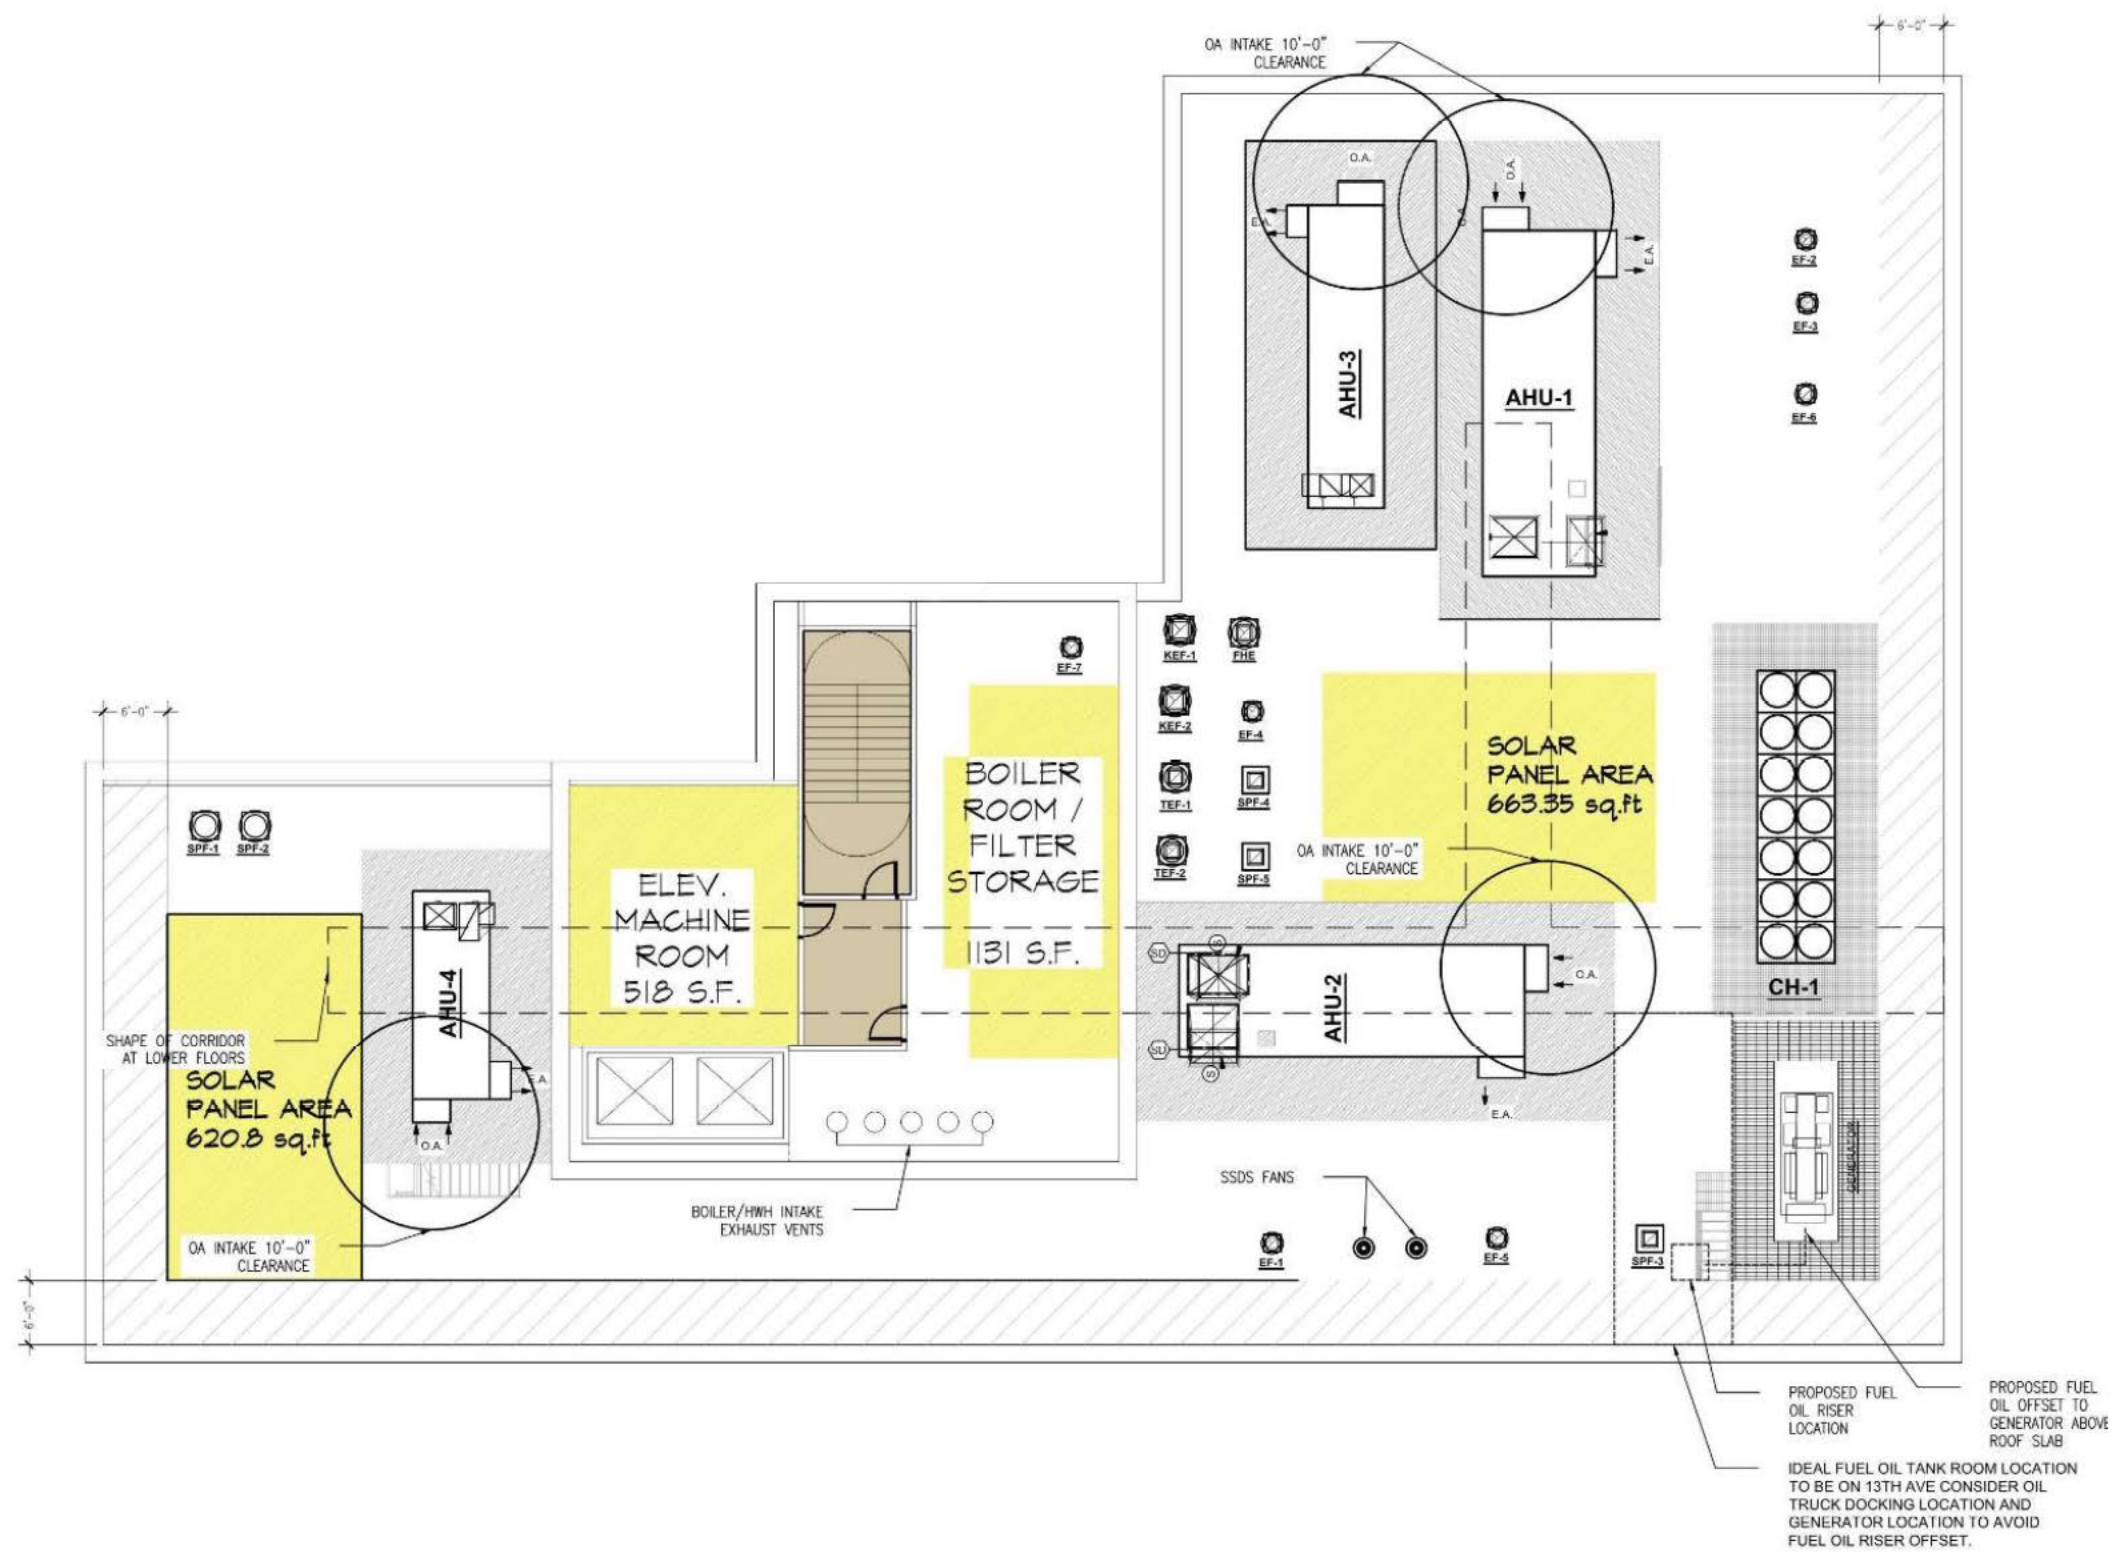 6'-0"
OA INTAKE 10'-0"
CLEARANCE
O.A.
O.A.
E.A.
E.A.
EF-2
EF-3
EF-6
AHU-3
AHU-1
KEF-1
FHE
EF-7
KEF-2
EF-4
TEF-1
SPF-4
TEF-2
SPF-5
6'-0"
SPF-1
SPF-2
SOLAR
PANEL AREA
663.35 sq.ft
OA INTAKE 10'-0"
CLEARANCE
BOILER
ROOM /
FILTER
STORAGE
1131 S.F.
ELEV.
MACHINE
ROOM
518 S.F.
AHU-4
SD
S
AHU-2
O.A.
CH-1
SU
S
E.A.
SHAPE OF CORRIDOR
AT LOWER FLOORS
SOLAR
PANEL AREA
620.8 sq.ft
E.A.
O.A.
GENERATOR
BOILER/HWH INTAKE
EXHAUST VENTS
SSDS FANS
OA INTAKE 10'-0"
CLEARANCE
EF-1
EF-5
SPF-3
6'-0"
PROPOSED FUEL
OIL RISER
LOCATION
PROPOSED FUEL
OIL OFFSET TO
GENERATOR ABOVE
ROOF SLAB
IDEAL FUEL OIL TANK ROOM LOCATION
TO BE ON 13TH AVE CONSIDER OIL
TRUCK DOCKING LOCATION AND
GENERATOR LOCATION TO AVOID
FUEL OIL RISER OFFSET.